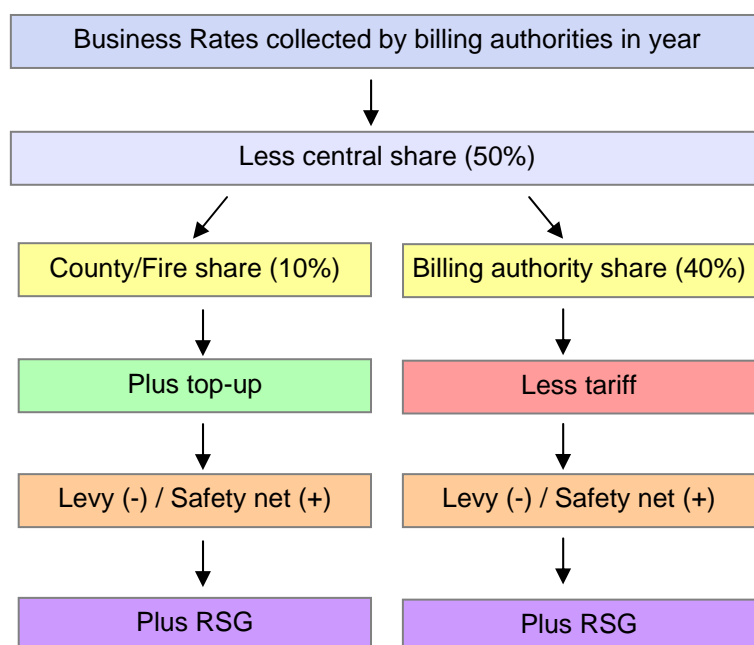 Business Rates collected by billing authorities in year
Less central share (50%)
County/Fire share (10%)
Billing authority share (40%)
Plus top-up
Less tariff
Levy (-) / Safety net (+)
Levy (-) / Safety net (+)
Plus RSG
Plus RSG